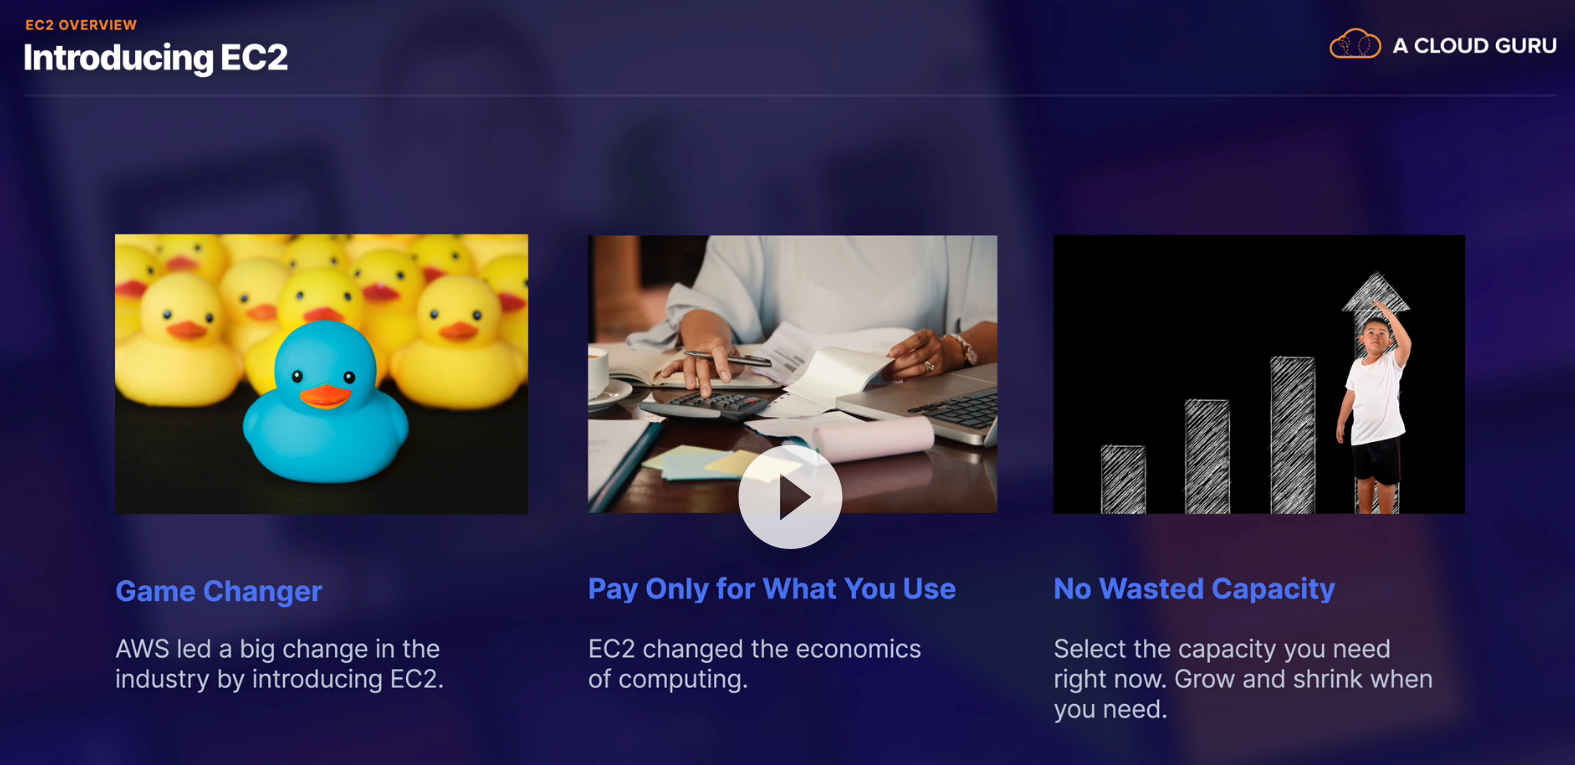 EC2 OVERVIEW
Introducing EC2
A CLOUD GURU
Game Changer
AWS led a big change in the
industry by introducing EC2.
Pay Only for What You Use
EC2 changed the economics
of computing.
No Wasted Capacity
Select the capacity you need
right now. Grow and shrink when
you need.